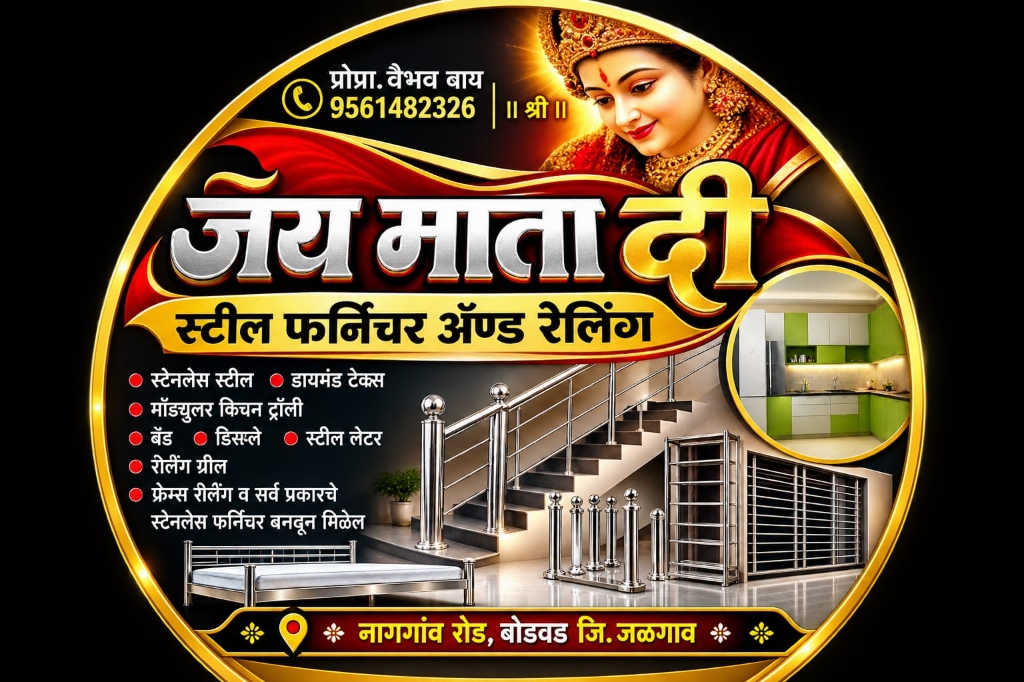 प्रोप्रा. वैभव बाय
9561482326
॥ श्री ॥
जय माता दी
स्टील फर्निचर ॲण्ड रेलिंग
स्टेनलेस स्टील डायमंड टेक्स
मॉड्युलर किचन ट्रॉली
बॅड डिसप्ले स्टील लेटर
रोलिंग ग्रील
फ्रेम्स रीलींग व सर्व प्रकारचे
स्टेनलेस फर्निचर बनवून मिळेल
नागगांव रोड, बोडवड जि. जळगाव